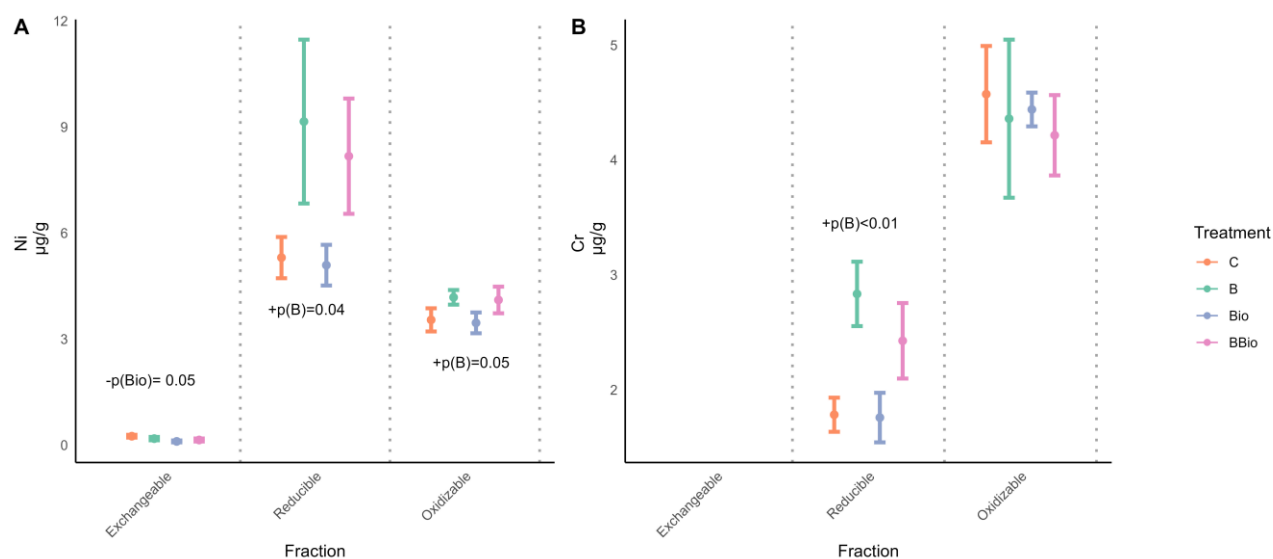 A
Ni
µg/g
12
9
6
3
0
-p(Bio)= 0.05
+p(B)=0.04
+p(B)=0.05
Exchangeable
Reducible
Oxidizable
Fraction
B
Cr
µg/g
5
4
3
2
+p(B)<0.01
Exchangeable
Reducible
Oxidizable
Fraction
Treatment
C
B
Bio
BBio